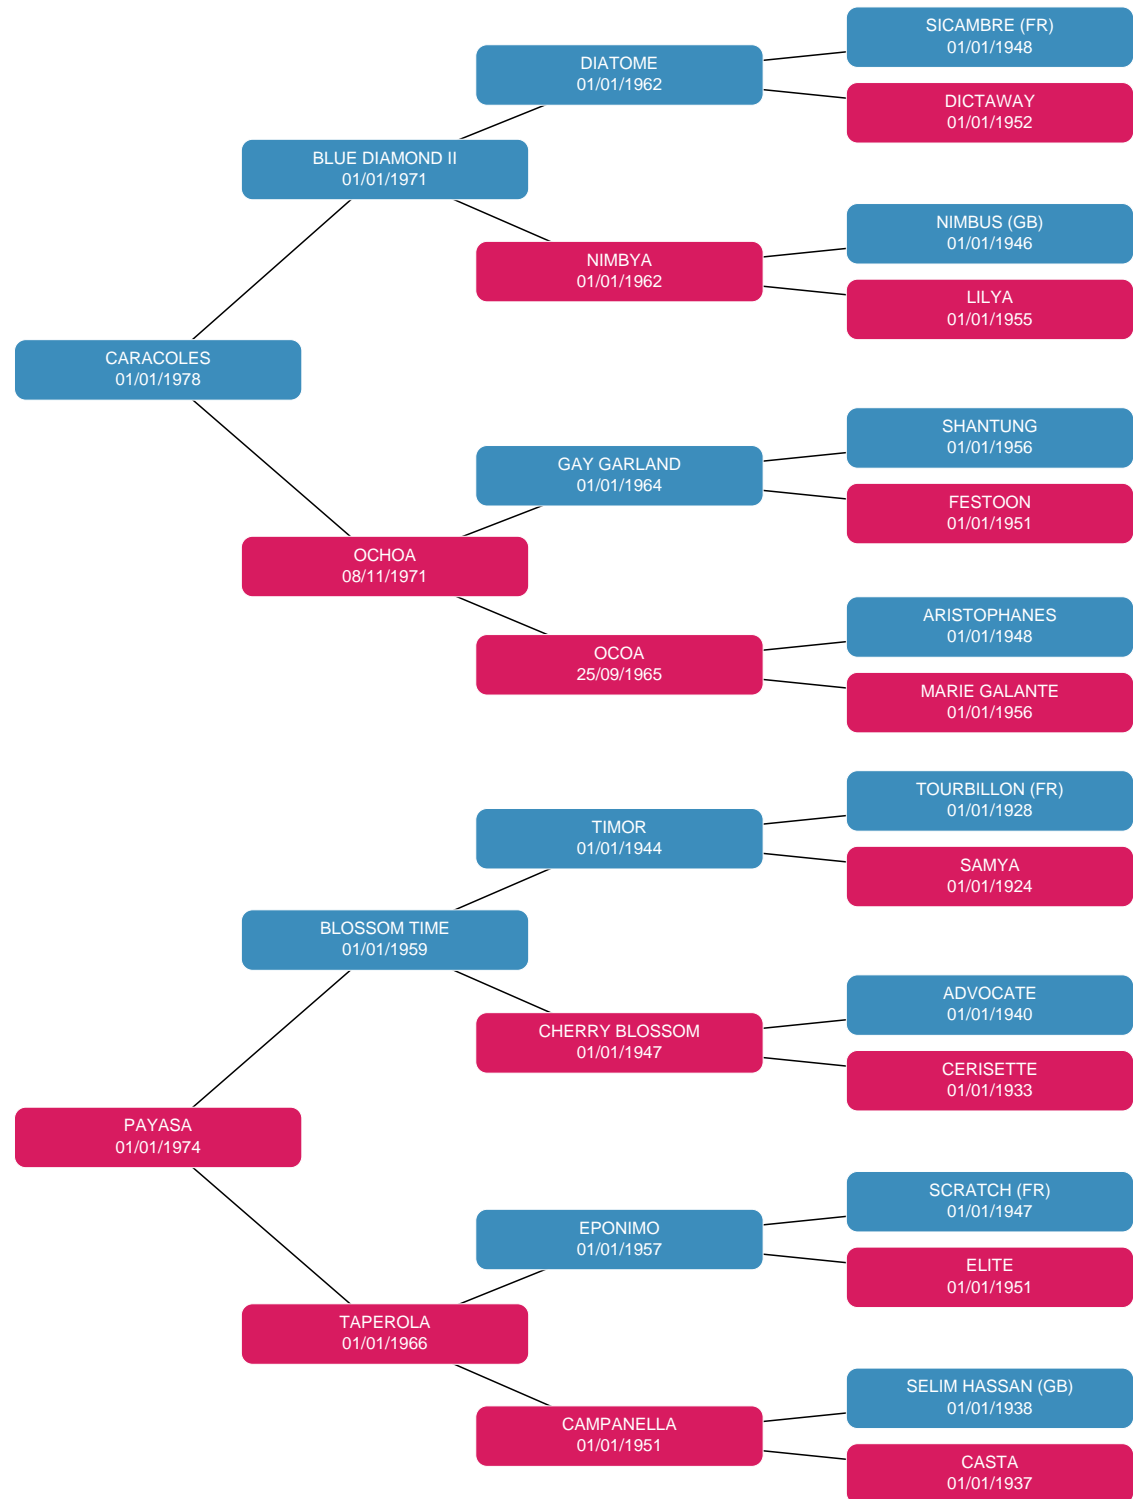 SICAMBRE (FR)
01/01/1948
DIATOME
01/01/1962
DICTAWAY
01/01/1952
BLUE DIAMOND II
01/01/1971
NIMBUS (GB)
01/01/1946
NIMBYA
01/01/1962
LILYA
01/01/1955
CARACOLES
01/01/1978
SHANTUNG
01/01/1956
GAY GARLAND
01/01/1964
FESTOON
01/01/1951
OCHOA
08/11/1971
ARISTOPHANES
01/01/1948
OCOA
25/09/1965
MARIE GALANTE
01/01/1956
TOURBILLON (FR)
01/01/1928
TIMOR
01/01/1944
SAMYA
01/01/1924
BLOSSOM TIME
01/01/1959
ADVOCATE
01/01/1940
CHERRY BLOSSOM
01/01/1947
CERISETTE
01/01/1933
PAYASA
01/01/1974
SCRATCH (FR)
01/01/1947
EPONIMO
01/01/1957
ELITE
01/01/1951
TAPEROLA
01/01/1966
SELIM HASSAN (GB)
01/01/1938
CAMPANELLA
01/01/1951
CASTA
01/01/1937